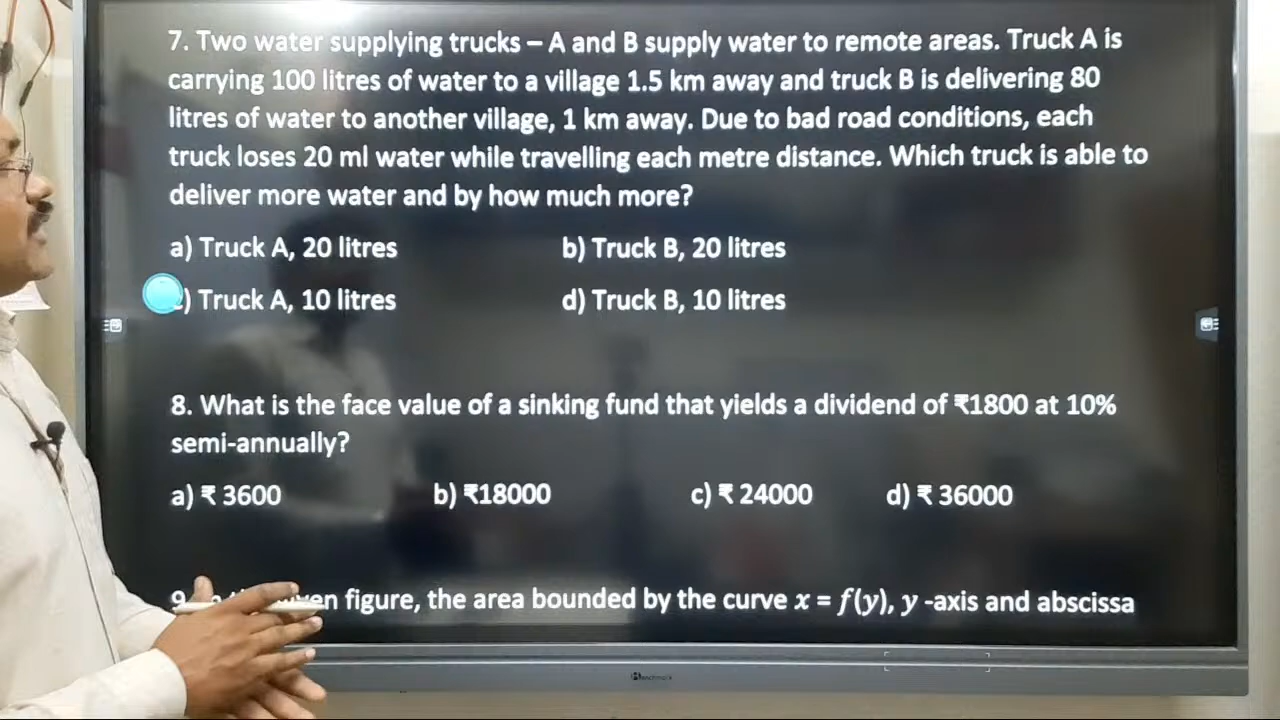 7. Two water supplying trucks – A and B supply water to remote areas. Truck A is
carrying 100 litres of water to a village 1.5 km away and truck B is delivering 80
litres of water to another village, 1 km away. Due to bad road conditions, each
truck loses 20 ml water while travelling each metre distance. Which truck is able to
deliver more water and by how much more?
a) Truck A, 20 litres b) Truck B, 20 litres
) Truck A, 10 litres d) Truck B, 10 litres
8. What is the face value of a sinking fund that yields a dividend of ₹1800 at 10%
semi-annually?
a) ₹ 3600 b) ₹18000 c) ₹ 24000 d) ₹ 36000
9. figure, the area bounded by the curve x = f(y), y -axis and abscissa
Benchmark